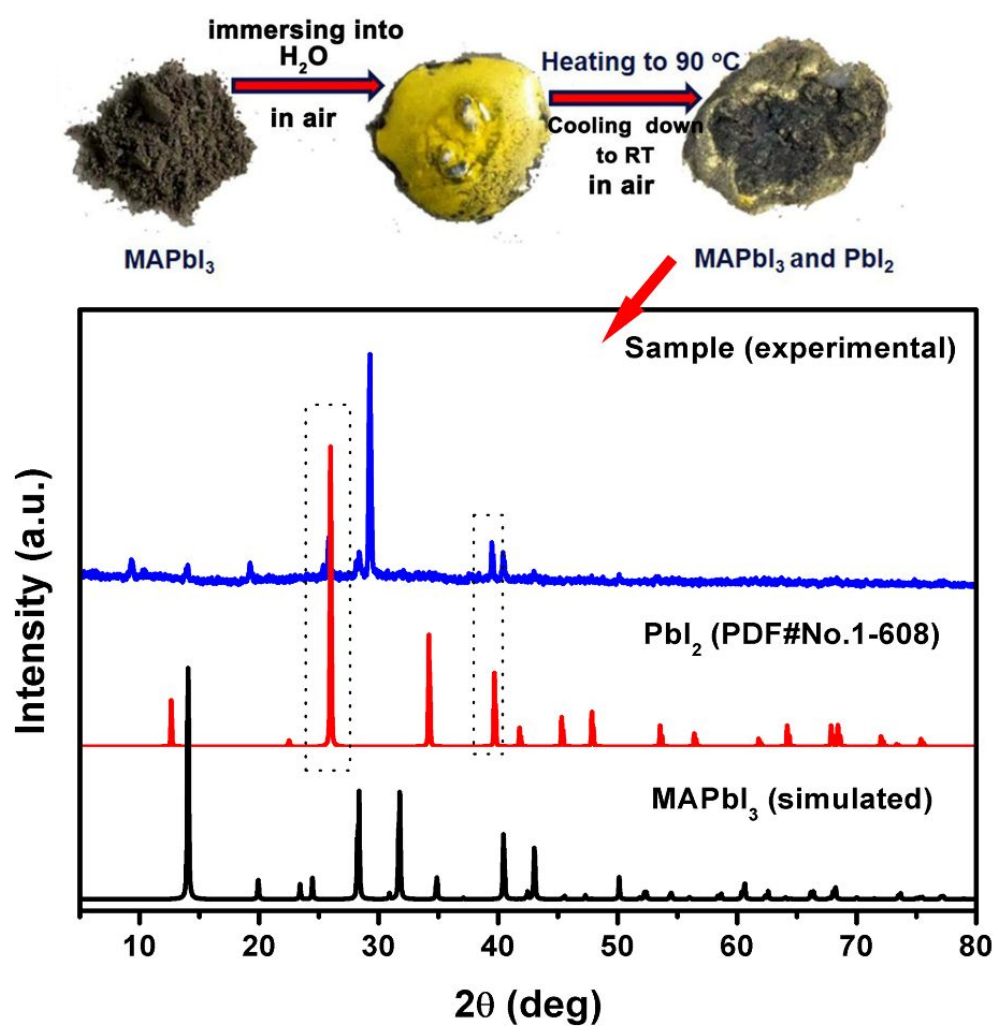 immersing into
H₂O
in air
Heating to 90 °C
Cooling down
to RT
in air
MAPbI₃
MAPbI₃ and PbI₂
Sample (experimental)
PbI₂ (PDF#No.1-608)
MAPbI₃ (simulated)
Intensity (a.u.)
10 20 30 40 50 60 70 80
2θ (deg)